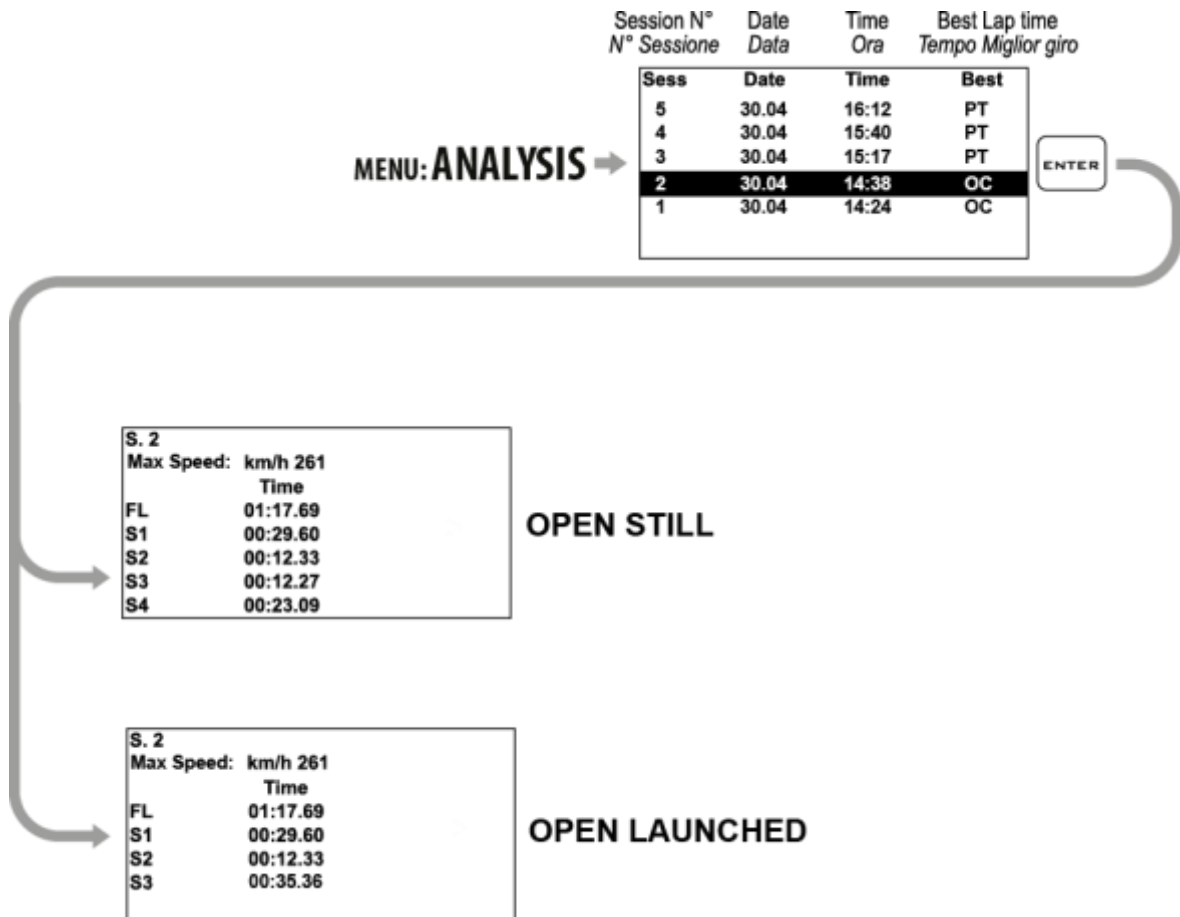 Session N° Date Time Best Lap time
N° Sessione Data Ora Tempo Miglior giro
Sess Date Time Best
5 30.04 16:12 PT
4 30.04 15:40 PT
3 30.04 15:17 PT
2 30.04 14:38 OC
1 30.04 14:24 OC
MENU: ANALYSIS
ENTER
S. 2
Max Speed: km/h 261
Time
FL 01:17.69
S1 00:29.60
S2 00:12.33
S3 00:12.27
S4 00:23.09
OPEN STILL
S. 2
Max Speed: km/h 261
Time
FL 01:17.69
S1 00:29.60
S2 00:12.33
S3 00:35.36
OPEN LAUNCHED